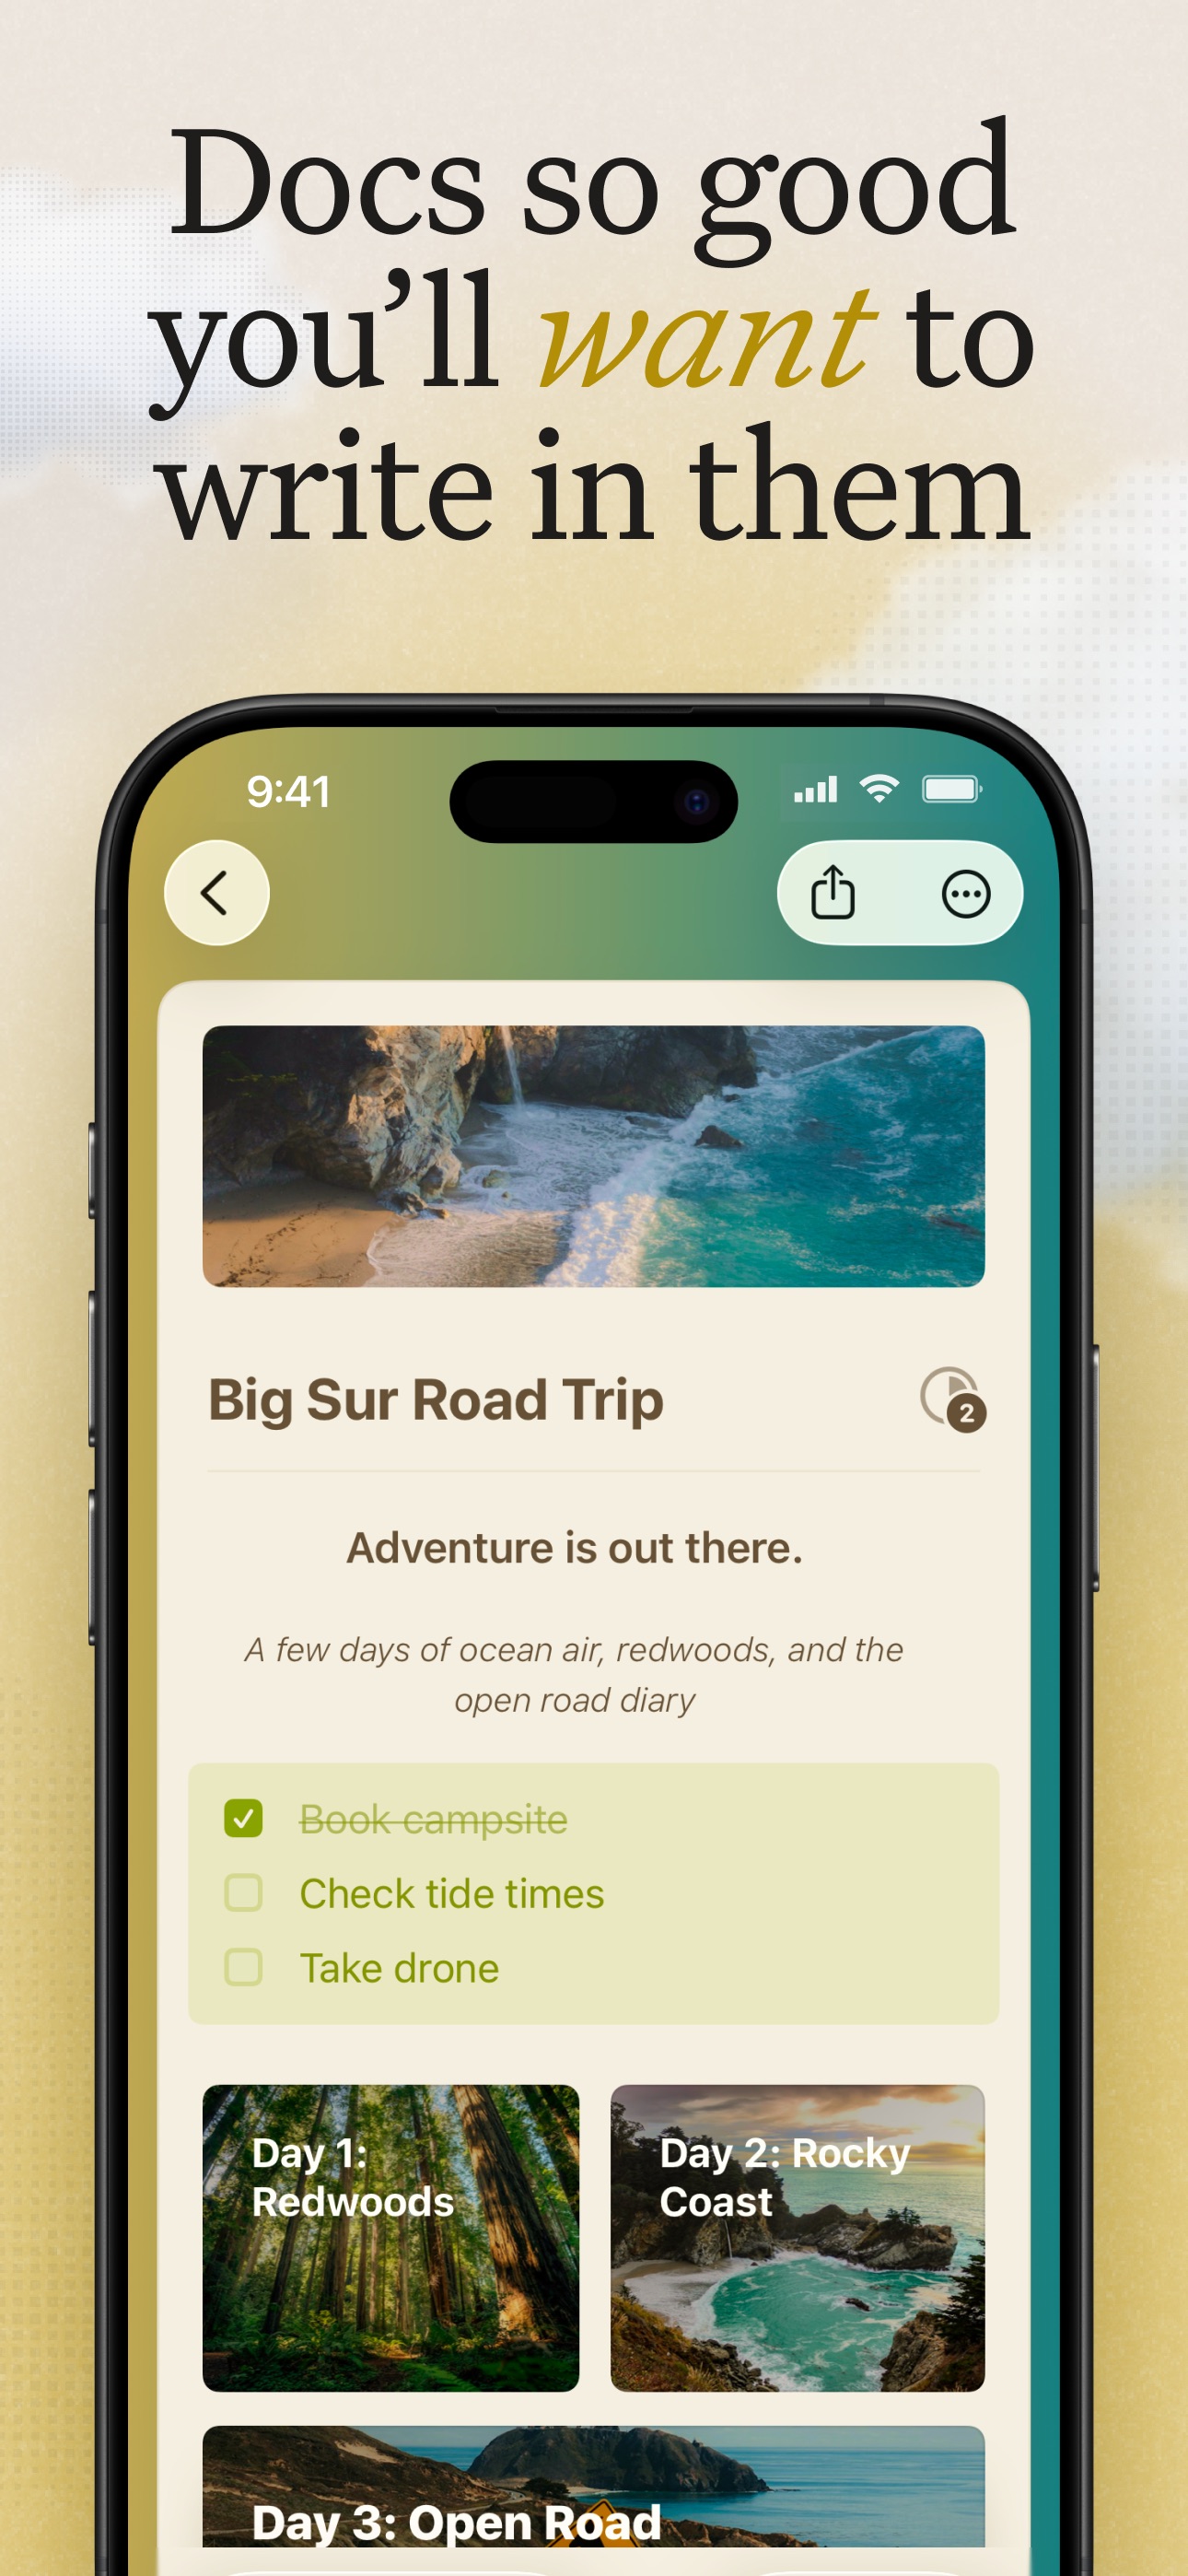 Docs so good
you’ll want to
write in them
9:41
Big Sur Road Trip
2
Adventure is out there.
A few days of ocean air, redwoods, and the
open road diary
Book campsite
Check tide times
Take drone
Day 1:
Redwoods
Day 2: Rocky
Coast
Day 3: Open Road